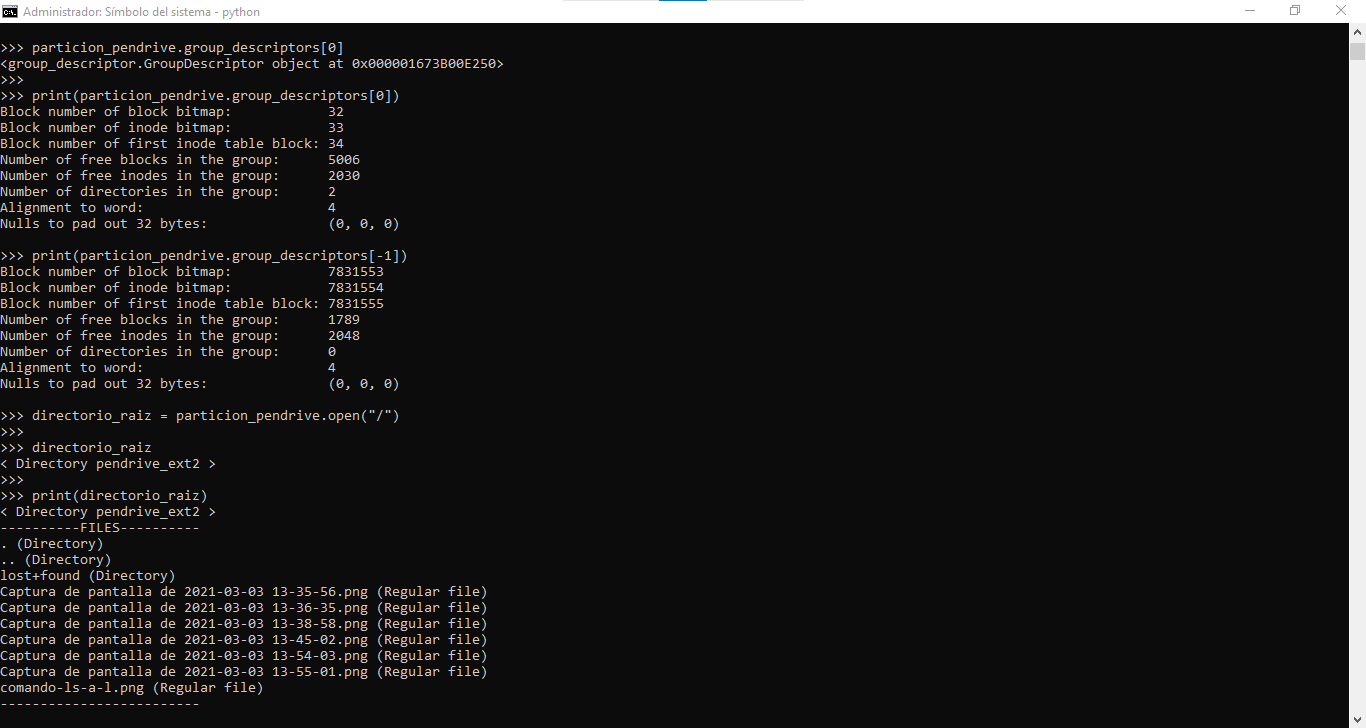 Administrador: Símbolo del sistema - python
>>> particion_pendrive.group_descriptors[0]
<group_descriptor.GroupDescriptor object at 0x000001673B00E250>
>>>
>>> print(particion_pendrive.group_descriptors[0])
Block number of block bitmap:            32
Block number of inode bitmap:            33
Block number of first inode table block: 34
Number of free blocks in the group:      5006
Number of free inodes in the group:      2030
Number of directories in the group:      2
Alignment to word:                       4
Nulls to pad out 32 bytes:               (0, 0, 0)
>>> print(particion_pendrive.group_descriptors[-1])
Block number of block bitmap:            7831553
Block number of inode bitmap:            7831554
Block number of first inode table block: 7831555
Number of free blocks in the group:      1789
Number of free inodes in the group:      2048
Number of directories in the group:      0
Alignment to word:                       4
Nulls to pad out 32 bytes:               (0, 0, 0)
>>> directorio_raiz = particion_pendrive.open("/")
>>>
>>> directorio_raiz
< Directory pendrive_ext2 >
>>>
>>> print(directorio_raiz)
< Directory pendrive_ext2 >
----------FILES----------
. (Directory)
.. (Directory)
lost+found (Directory)
Captura de pantalla de 2021-03-03 13-35-56.png (Regular file)
Captura de pantalla de 2021-03-03 13-36-35.png (Regular file)
Captura de pantalla de 2021-03-03 13-38-58.png (Regular file)
Captura de pantalla de 2021-03-03 13-45-02.png (Regular file)
Captura de pantalla de 2021-03-03 13-54-03.png (Regular file)
Captura de pantalla de 2021-03-03 13-55-01.png (Regular file)
comando-ls-a-l.png (Regular file)
-------------------------